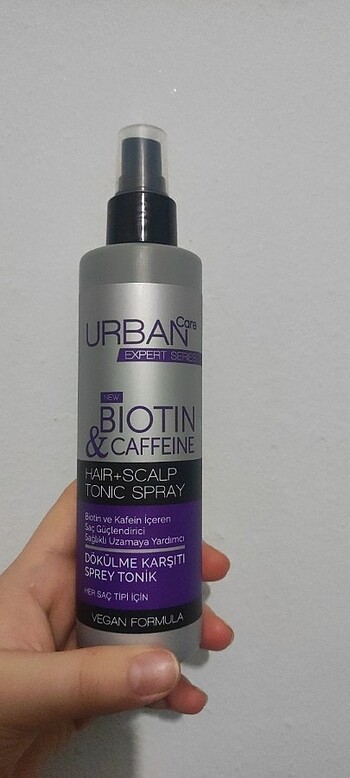 URBAN Care
EXPERT SERIES
NEW
BIOTIN
& CAFFEINE
HAIR+SCALP
TONIC SPRAY
Biotin ve Kafein İçeren
Saç Güçlendirici
Sağlıklı Uzamaya Yardımcı
DÖKÜLME KARŞITI
SPREY TONİK
HER SAÇ TİPİ İÇİN
VEGAN FORMULA